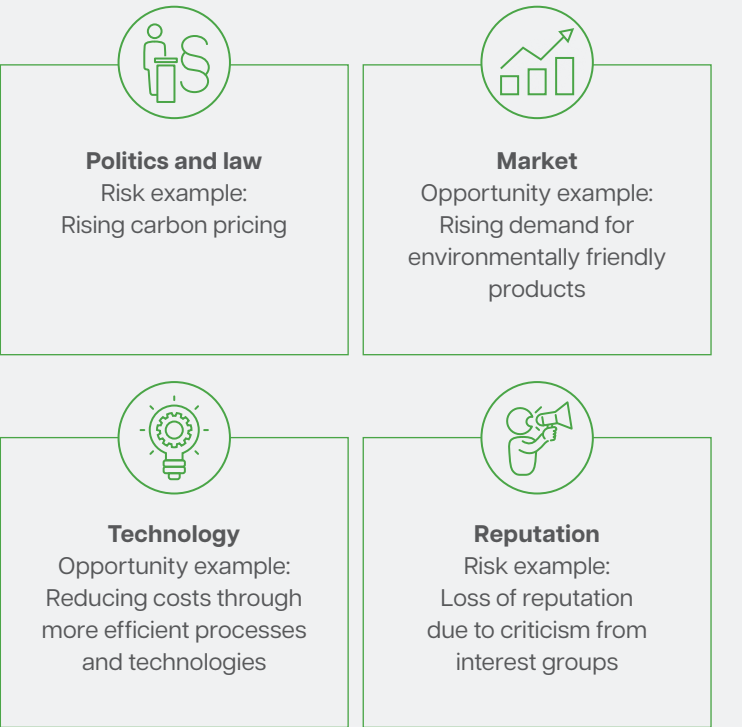 Politics and law
Risk example:
Rising carbon pricing
Market
Opportunity example:
Rising demand for
environmentally friendly
products
Technology
Opportunity example:
Reducing costs through
more efficient processes
and technologies
Reputation
Risk example:
Loss of reputation
due to criticism from
interest groups